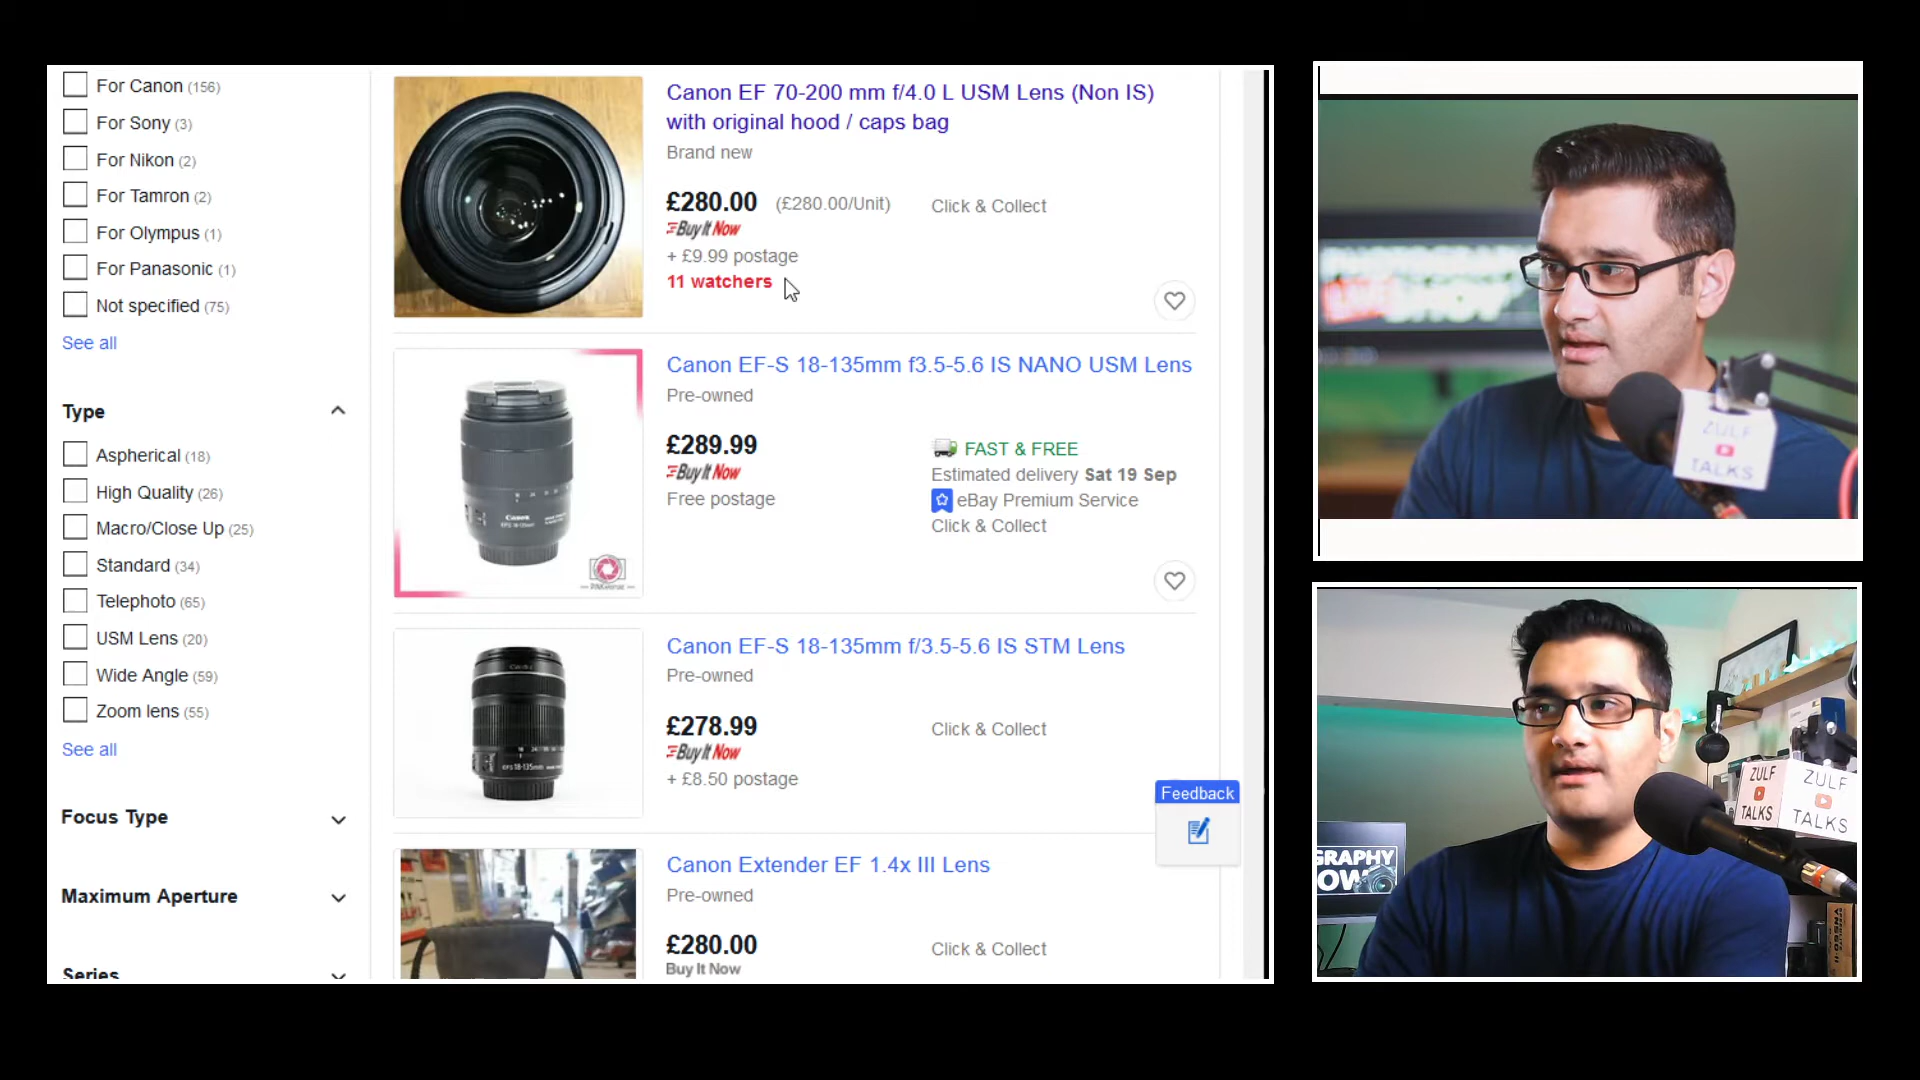 For Canon (156)
For Sony (3)
For Nikon (2)
For Tamron (2)
For Olympus (1)
For Panasonic (1)
Not specified (75)
See all
Type
Aspherical (18)
High Quality (26)
Macro/Close Up (25)
Standard (34)
Telephoto (65)
USM Lens (20)
Wide Angle (59)
Zoom lens (55)
See all
Focus Type
Maximum Aperture
Series
Canon EF 70-200 mm f/4.0 L USM Lens (Non IS)
with original hood / caps bag
Brand new
£280.00 (£280.00/Unit) Click & Collect
Buy It Now
+ £9.99 postage
11 watchers
Canon EF-S 18-135mm f3.5-5.6 IS NANO USM Lens
Pre-owned
£289.99
Buy It Now
Free postage
FAST & FREE
Estimated delivery Sat 19 Sep
eBay Premium Service
Click & Collect
Canon
Canon EF-S 18-135mm f/3.5-5.6 IS STM Lens
Pre-owned
£278.99 Click & Collect
Buy It Now
+ £8.50 postage
Feedback
Canon Extender EF 1.4x III Lens
Pre-owned
£280.00 Click & Collect
Buy It Now
ZULF
TALKS
ZULF
TALKS
ZULF
TALKS
GRAPHY
OW